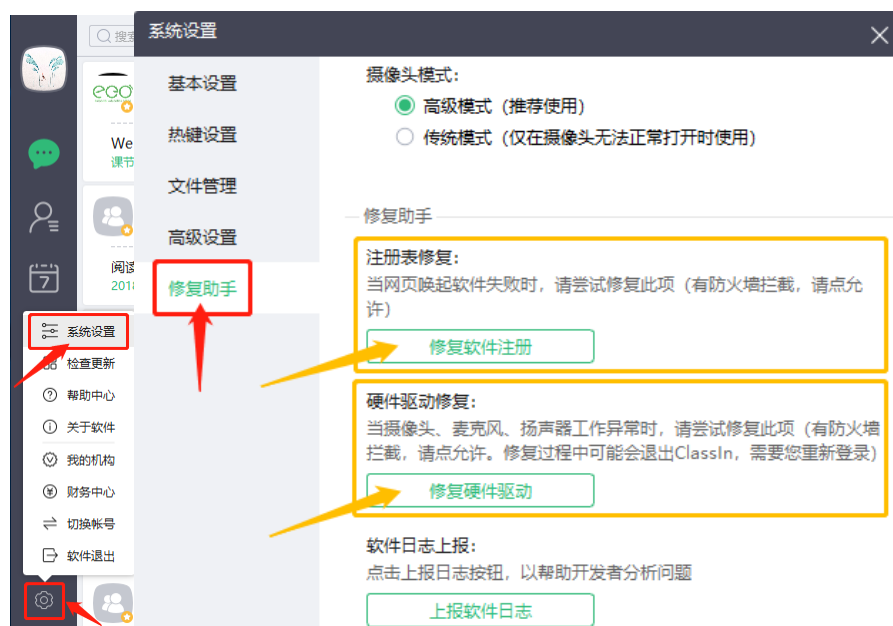 搜索
系统设置
基本设置
热键设置
文件管理
高级设置
修复助手
eeo
We
课节
阅读
2018
7
系统设置
检查更新
帮助中心
关于软件
我的机构
财务中心
切换帐号
软件退出
摄像头模式：
高级模式（推荐使用）
传统模式（仅在摄像头无法正常打开时使用）
修复助手
注册表修复：
当网页唤起软件失败时，请尝试修复此项（有防火墙拦截，请点允
许）
修复软件注册
硬件驱动修复：
当摄像头、麦克风、扬声器工作异常时，请尝试修复此项（有防火墙
拦截，请点允许。修复过程中可能会退出ClassIn，需要您重新登录）
修复硬件驱动
软件日志上报：
点击上报日志按钮，以帮助开发者分析问题
上报软件日志